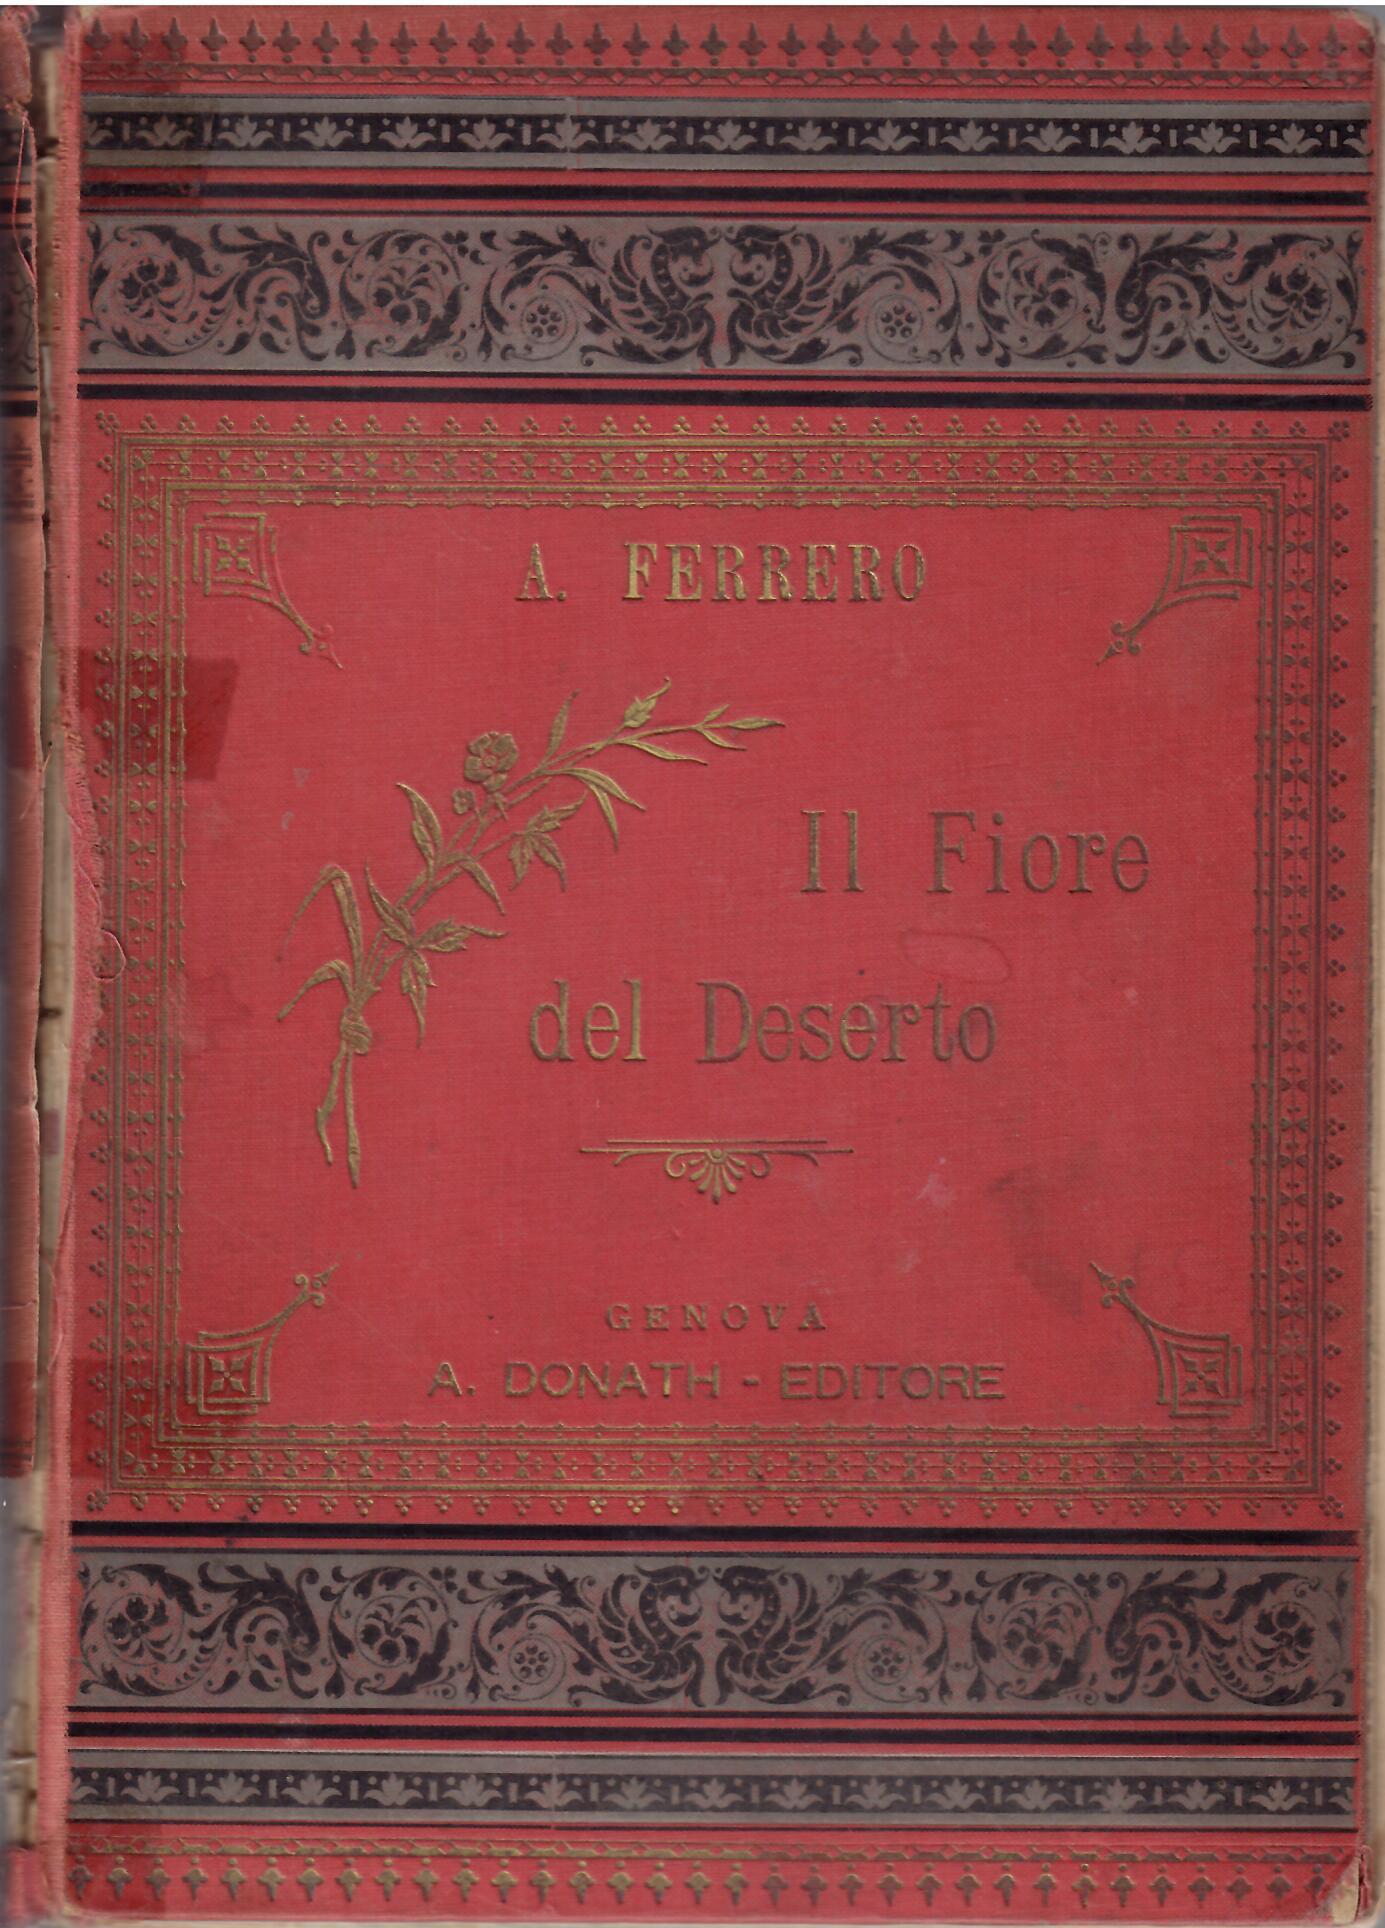 A. FERRERO
Il Fiore
del Deserto
GENOVA
A. DONATH - EDITORE